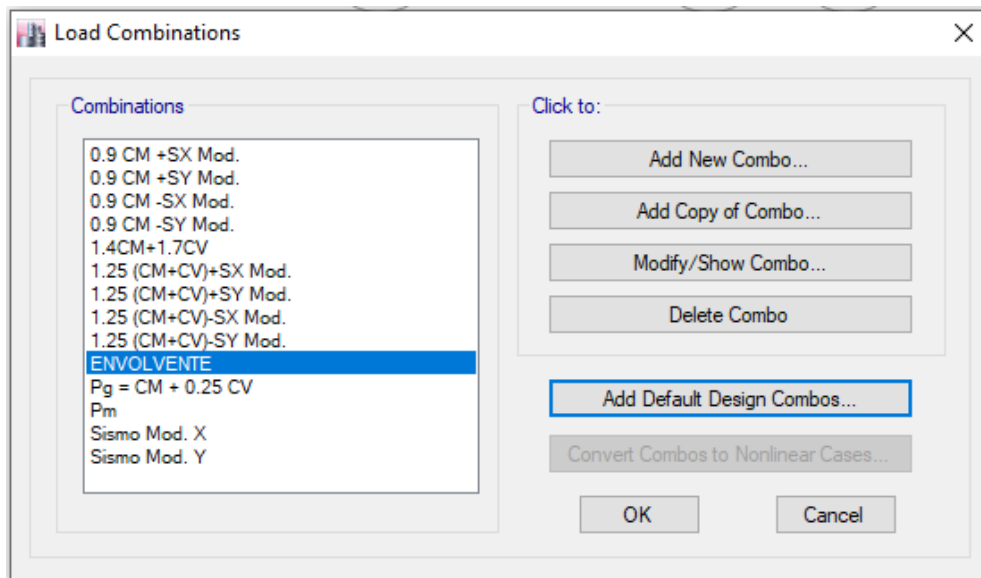 Load Combinations
Combinations
0.9 CM +SX Mod.
0.9 CM +SY Mod.
0.9 CM -SX Mod.
0.9 CM -SY Mod.
1.4CM+1.7CV
1.25 (CM+CV)+SX Mod.
1.25 (CM+CV)+SY Mod.
1.25 (CM+CV)-SX Mod.
1.25 (CM+CV)-SY Mod.
ENVOLVENTE
Pg = CM + 0.25 CV
Pm
Sismo Mod. X
Sismo Mod. Y
Click to:
Add New Combo...
Add Copy of Combo...
Modify/Show Combo...
Delete Combo
Add Default Design Combos...
Convert Combos to Nonlinear Cases...
OK
Cancel